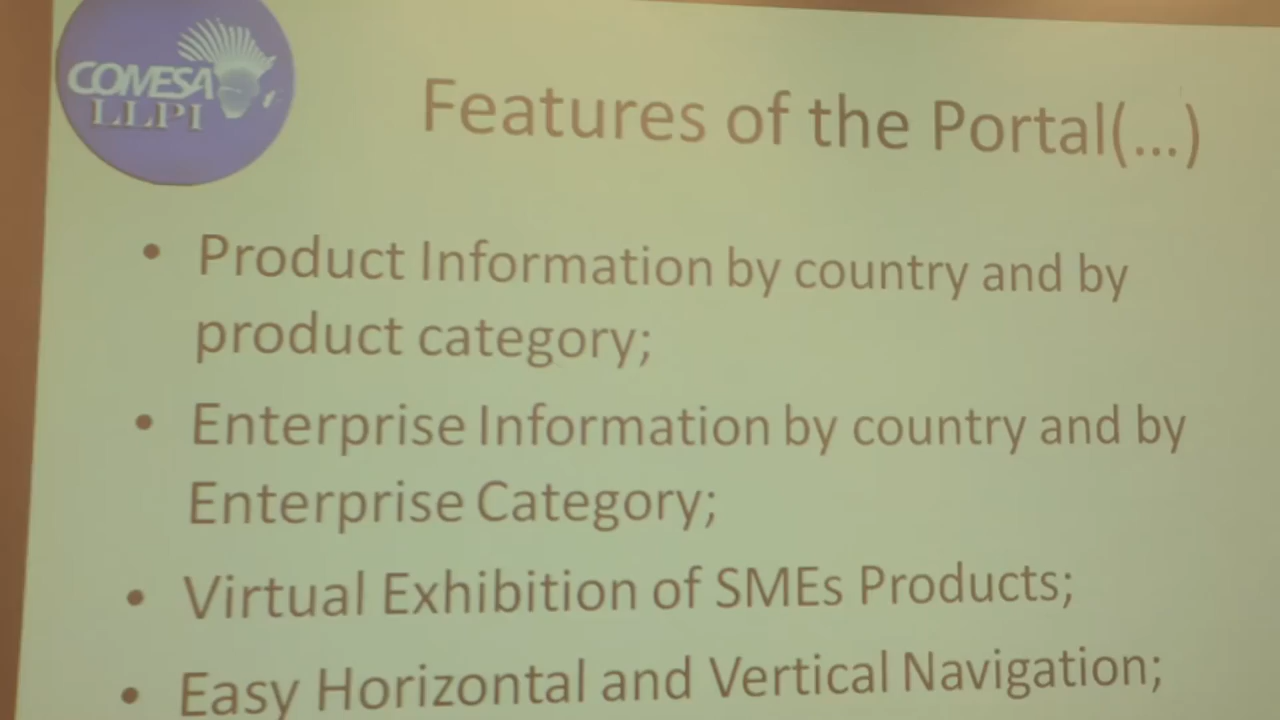 COMESA
LLPI
Features of the Portal(...)
• Product Information by country and by
product category;
• Enterprise Information by country and by
Enterprise Category;
• Virtual Exhibition of SMEs Products;
• Easy Horizontal and Vertical Navigation;